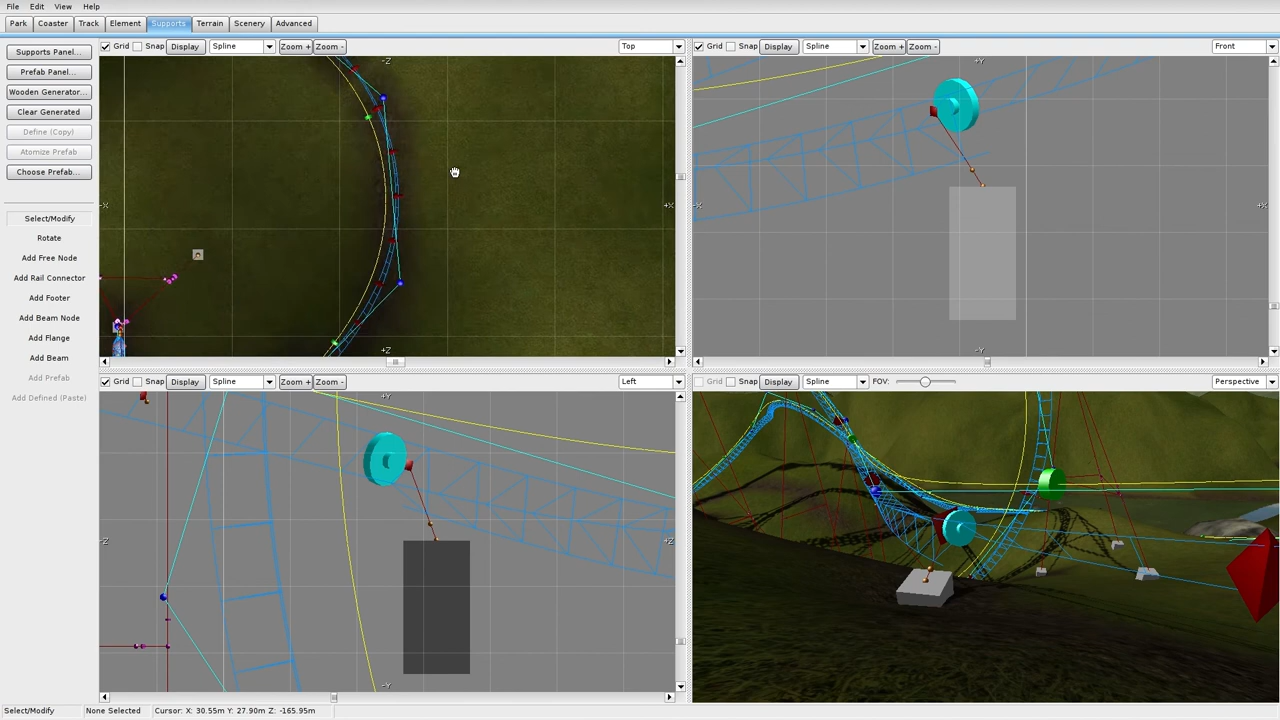 File Edit View Help
Park Coaster Track Element Supports Terrain Scenery Advanced
Supports Panel...
Prefab Panel...
Wooden Generator...
Clear Generated
Define (Copy)
Atomize Prefab
Choose Prefab...
Select/Modify
Rotate
Add Free Node
Add Rail Connector
Add Footer
Add Beam Node
Add Flange
Add Beam
Add Prefab
Add Defined (Paste)
Grid Snap Display Spline Zoom + Zoom - Top
-Z
-X
+X
+Z
Grid Snap Display Spline Zoom + Zoom - Front
+Y
-X
+X
-Y
Grid Snap Display Spline Zoom + Zoom - Left
+Y
-Z
+Z
-Y
Grid Snap Display Spline FOV: Perspective
Select/Modify None Selected Cursor: X: 30.55m Y: 27.90m Z: -165.95m